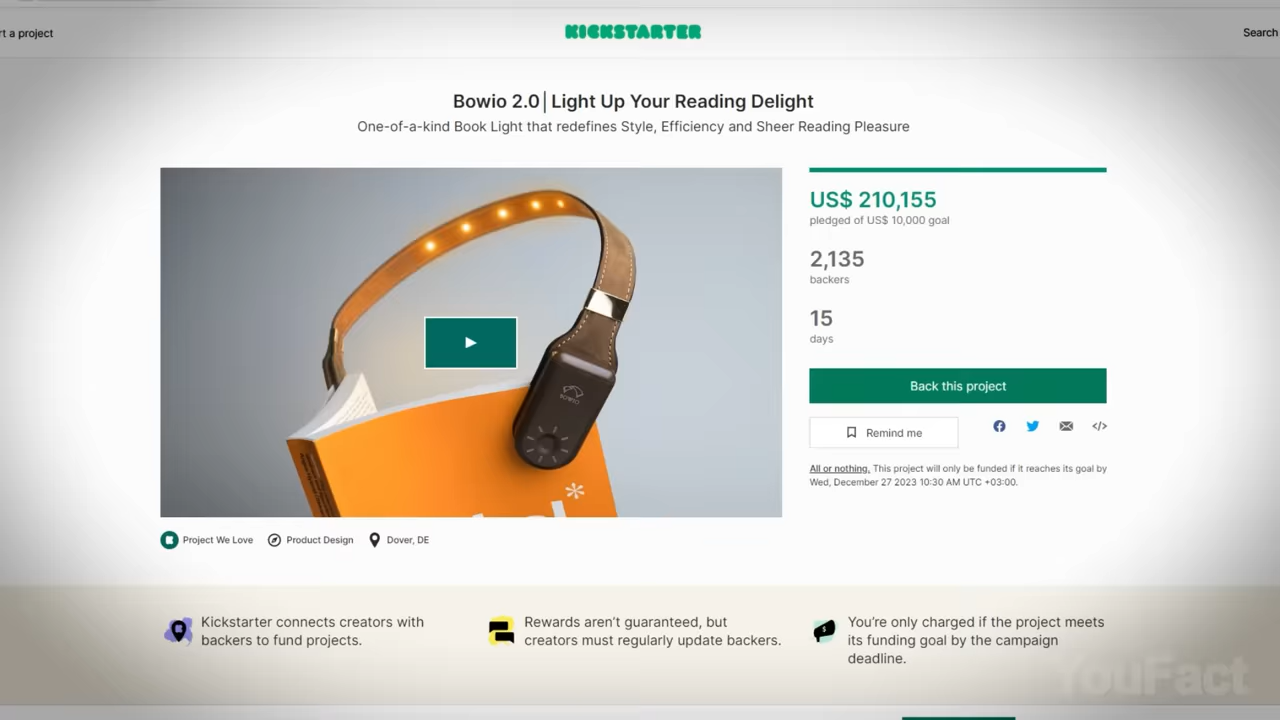 rt a project
KICKSTARTER
Search
Bowio 2.0| Light Up Your Reading Delight
One-of-a-kind Book Light that redefines Style, Efficiency and Sheer Reading Pleasure
BOWIO
*
US$ 210,155
pledged of US$ 10,000 goal
2,135
backers
15
days
Back this project
Remind me
</>
All or nothing. This project will only be funded if it reaches its goal by
Wed, December 27 2023 10:30 AM UTC +03:00.
Project We Love
Product Design
Dover, DE
Kickstarter connects creators with
backers to fund projects.
Rewards aren't guaranteed, but
creators must regularly update backers.
You're only charged if the project meets
its funding goal by the campaign
deadline.
YouFact